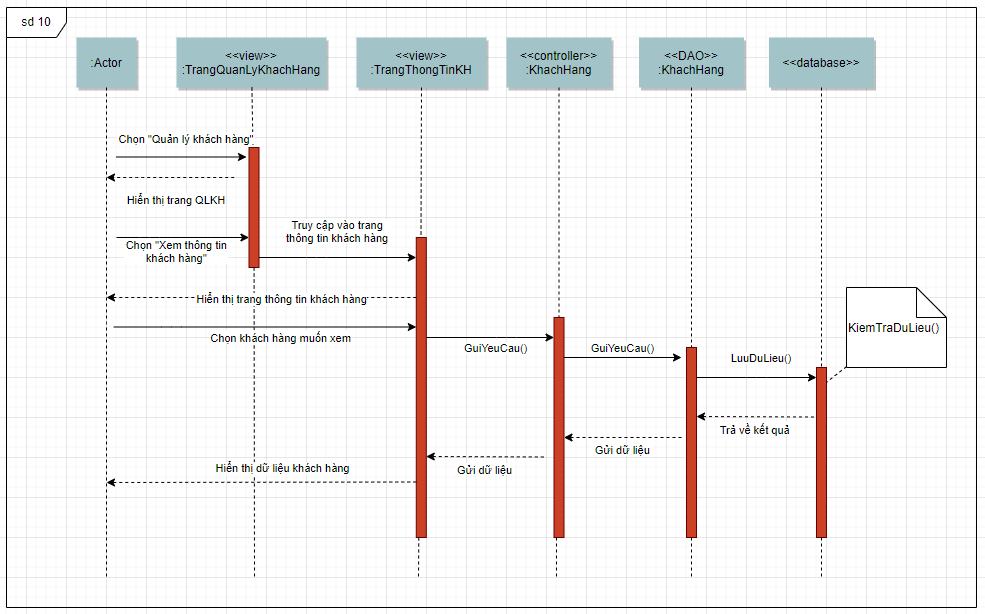 sd 10
:Actor
<<view>>
:TrangQuanLyKhachHang
<<view>>
:TrangThongTinKH
<<controller>>
:KhachHang
<<DAO>>
:KhachHang
<<database>>
Chọn "Quản lý khách hàng"
Hiển thị trang QLKH
Chọn "Xem thông tin
khách hàng"
Truy cập vào trang
thông tin khách hàng
Hiển thị trang thông tin khách hàng
Chọn khách hàng muốn xem
GuiYeuCau()
GuiYeuCau()
LuuDuLieu()
KiemTraDuLieu()
Trả về kết quả
Gửi dữ liệu
Gửi dữ liệu
Hiển thị dữ liệu khách hàng